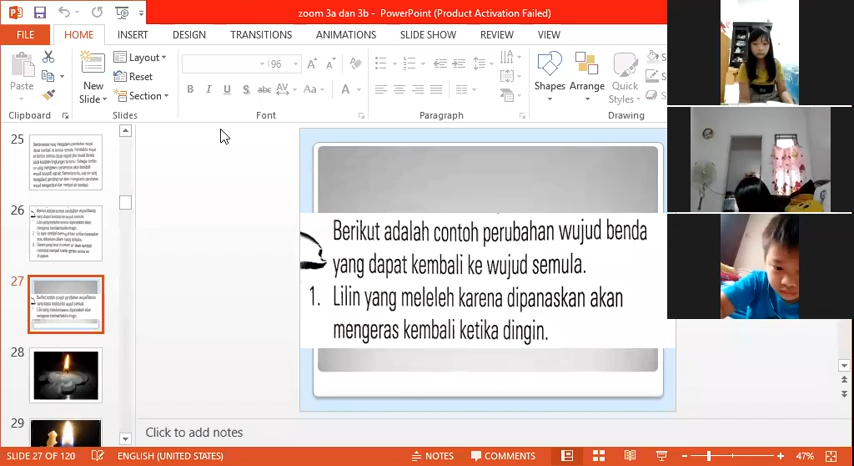 zoom 3a dan 3b - PowerPoint (Product Activation Failed)
FILE HOME INSERT DESIGN TRANSITIONS ANIMATIONS SLIDE SHOW REVIEW VIEW
Paste
New Slide
Layout
Reset
Section
96
B I U S abc AV Aa A
Shapes
Arrange
Quick Styles
Clipboard Slides Font Paragraph Drawing
25
26
27
28
29
Berikut adalah contoh perubahan wujud benda
yang dapat kembali ke wujud semula.
1. Lilin yang meleleh karena dipanaskan akan
mengeras kembali ketika dingin.
Click to add notes
SLIDE 27 OF 120 ENGLISH (UNITED STATES) NOTES COMMENTS 47%